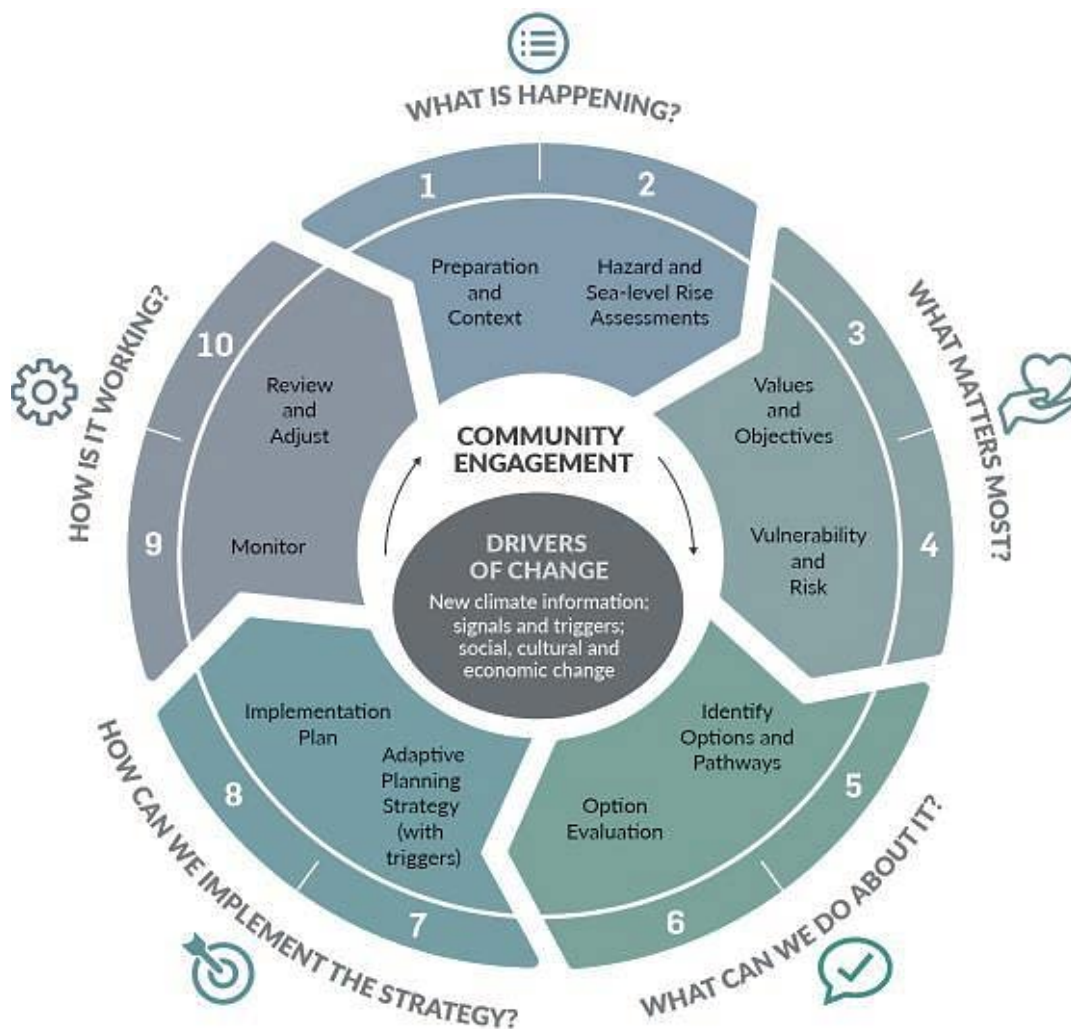 WHAT IS HAPPENING?
1
2
Preparation
and
Context
Hazard and
Sea-level Rise
Assessments
WHAT MATTERS MOST?
3
Values
and
Objectives
4
Vulnerability
and
Risk
WHAT CAN WE DO ABOUT IT?
5
Identify
Options and
Pathways
6
Option
Evaluation
HOW CAN WE IMPLEMENT THE STRATEGY?
7
Adaptive
Planning
Strategy
(with
triggers)
8
Implementation
Plan
HOW IS IT WORKING?
9
Monitor
10
Review
and
Adjust
COMMUNITY
ENGAGEMENT
DRIVERS
OF CHANGE
New climate information;
signals and triggers;
social, cultural and
economic change